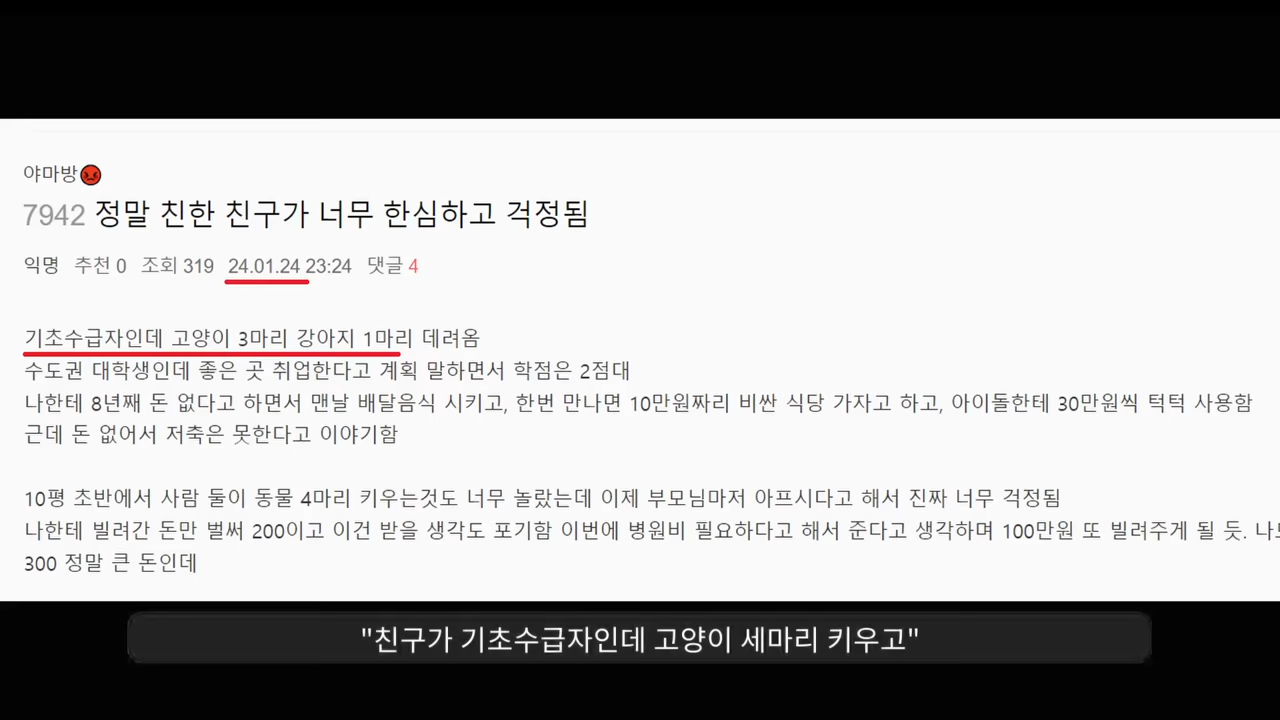 야마방😡
7942 정말 친한 친구가 너무 한심하고 걱정됨
익명 추천 0 조회 319 24.01.24 23:24 댓글 4
기초수급자인데 고양이 3마리 강아지 1마리 데려옴
수도권 대학생인데 좋은 곳 취업한다고 계획 말하면서 학점은 2점대
나한테 8년째 돈 없다고 하면서 맨날 배달음식 시키고, 한번 만나면 10만원짜리 비싼 식당 가자고 하고, 아이돌한테 30만원씩 턱턱 사용함
근데 돈 없어서 저축은 못한다고 이야기함
10평 초반에서 사람 둘이 동물 4마리 키우는것도 너무 놀랐는데 이제 부모님마저 아프시다고 해서 진짜 너무 걱정됨
나한테 빌려간 돈만 벌써 200이고 이건 받을 생각도 포기함 이번에 병원비 필요하다고 해서 준다고 생각하며 100만원 또 빌려주게 될 듯.
300 정말 큰 돈인데
"친구가 기초수급자인데 고양이 세마리 키우고"